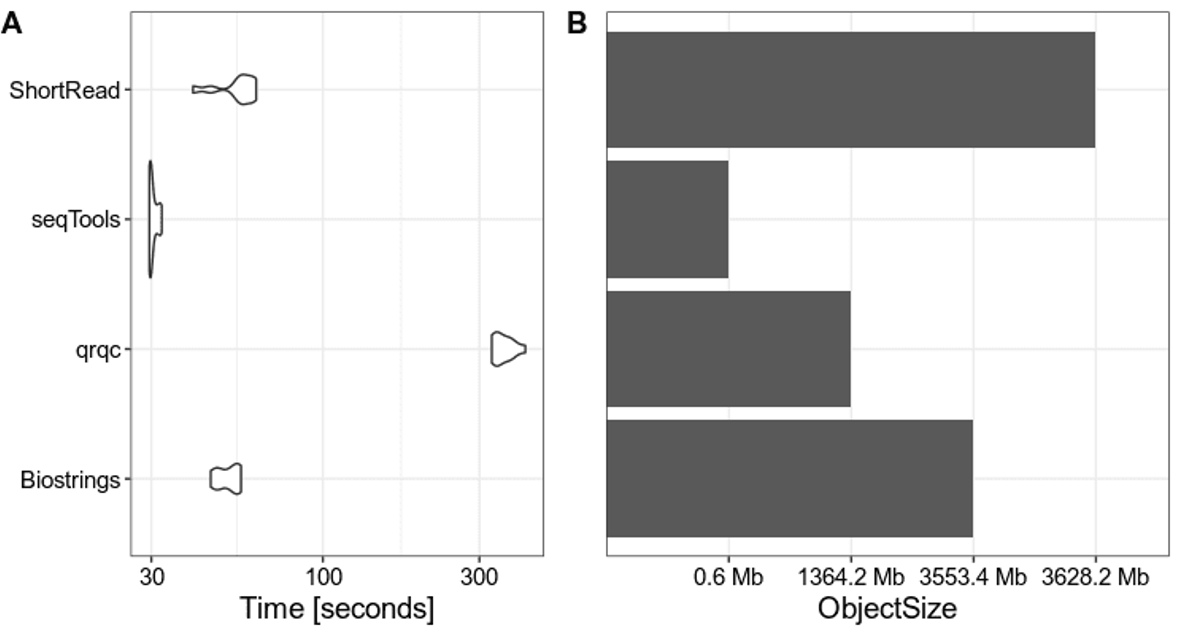 A
B
ShortRead
seqTools
qrqc
Biostrings
30 100 300
0.6 Mb 1364.2 Mb 3553.4 Mb 3628.2 Mb
Time [seconds]
ObjectSize